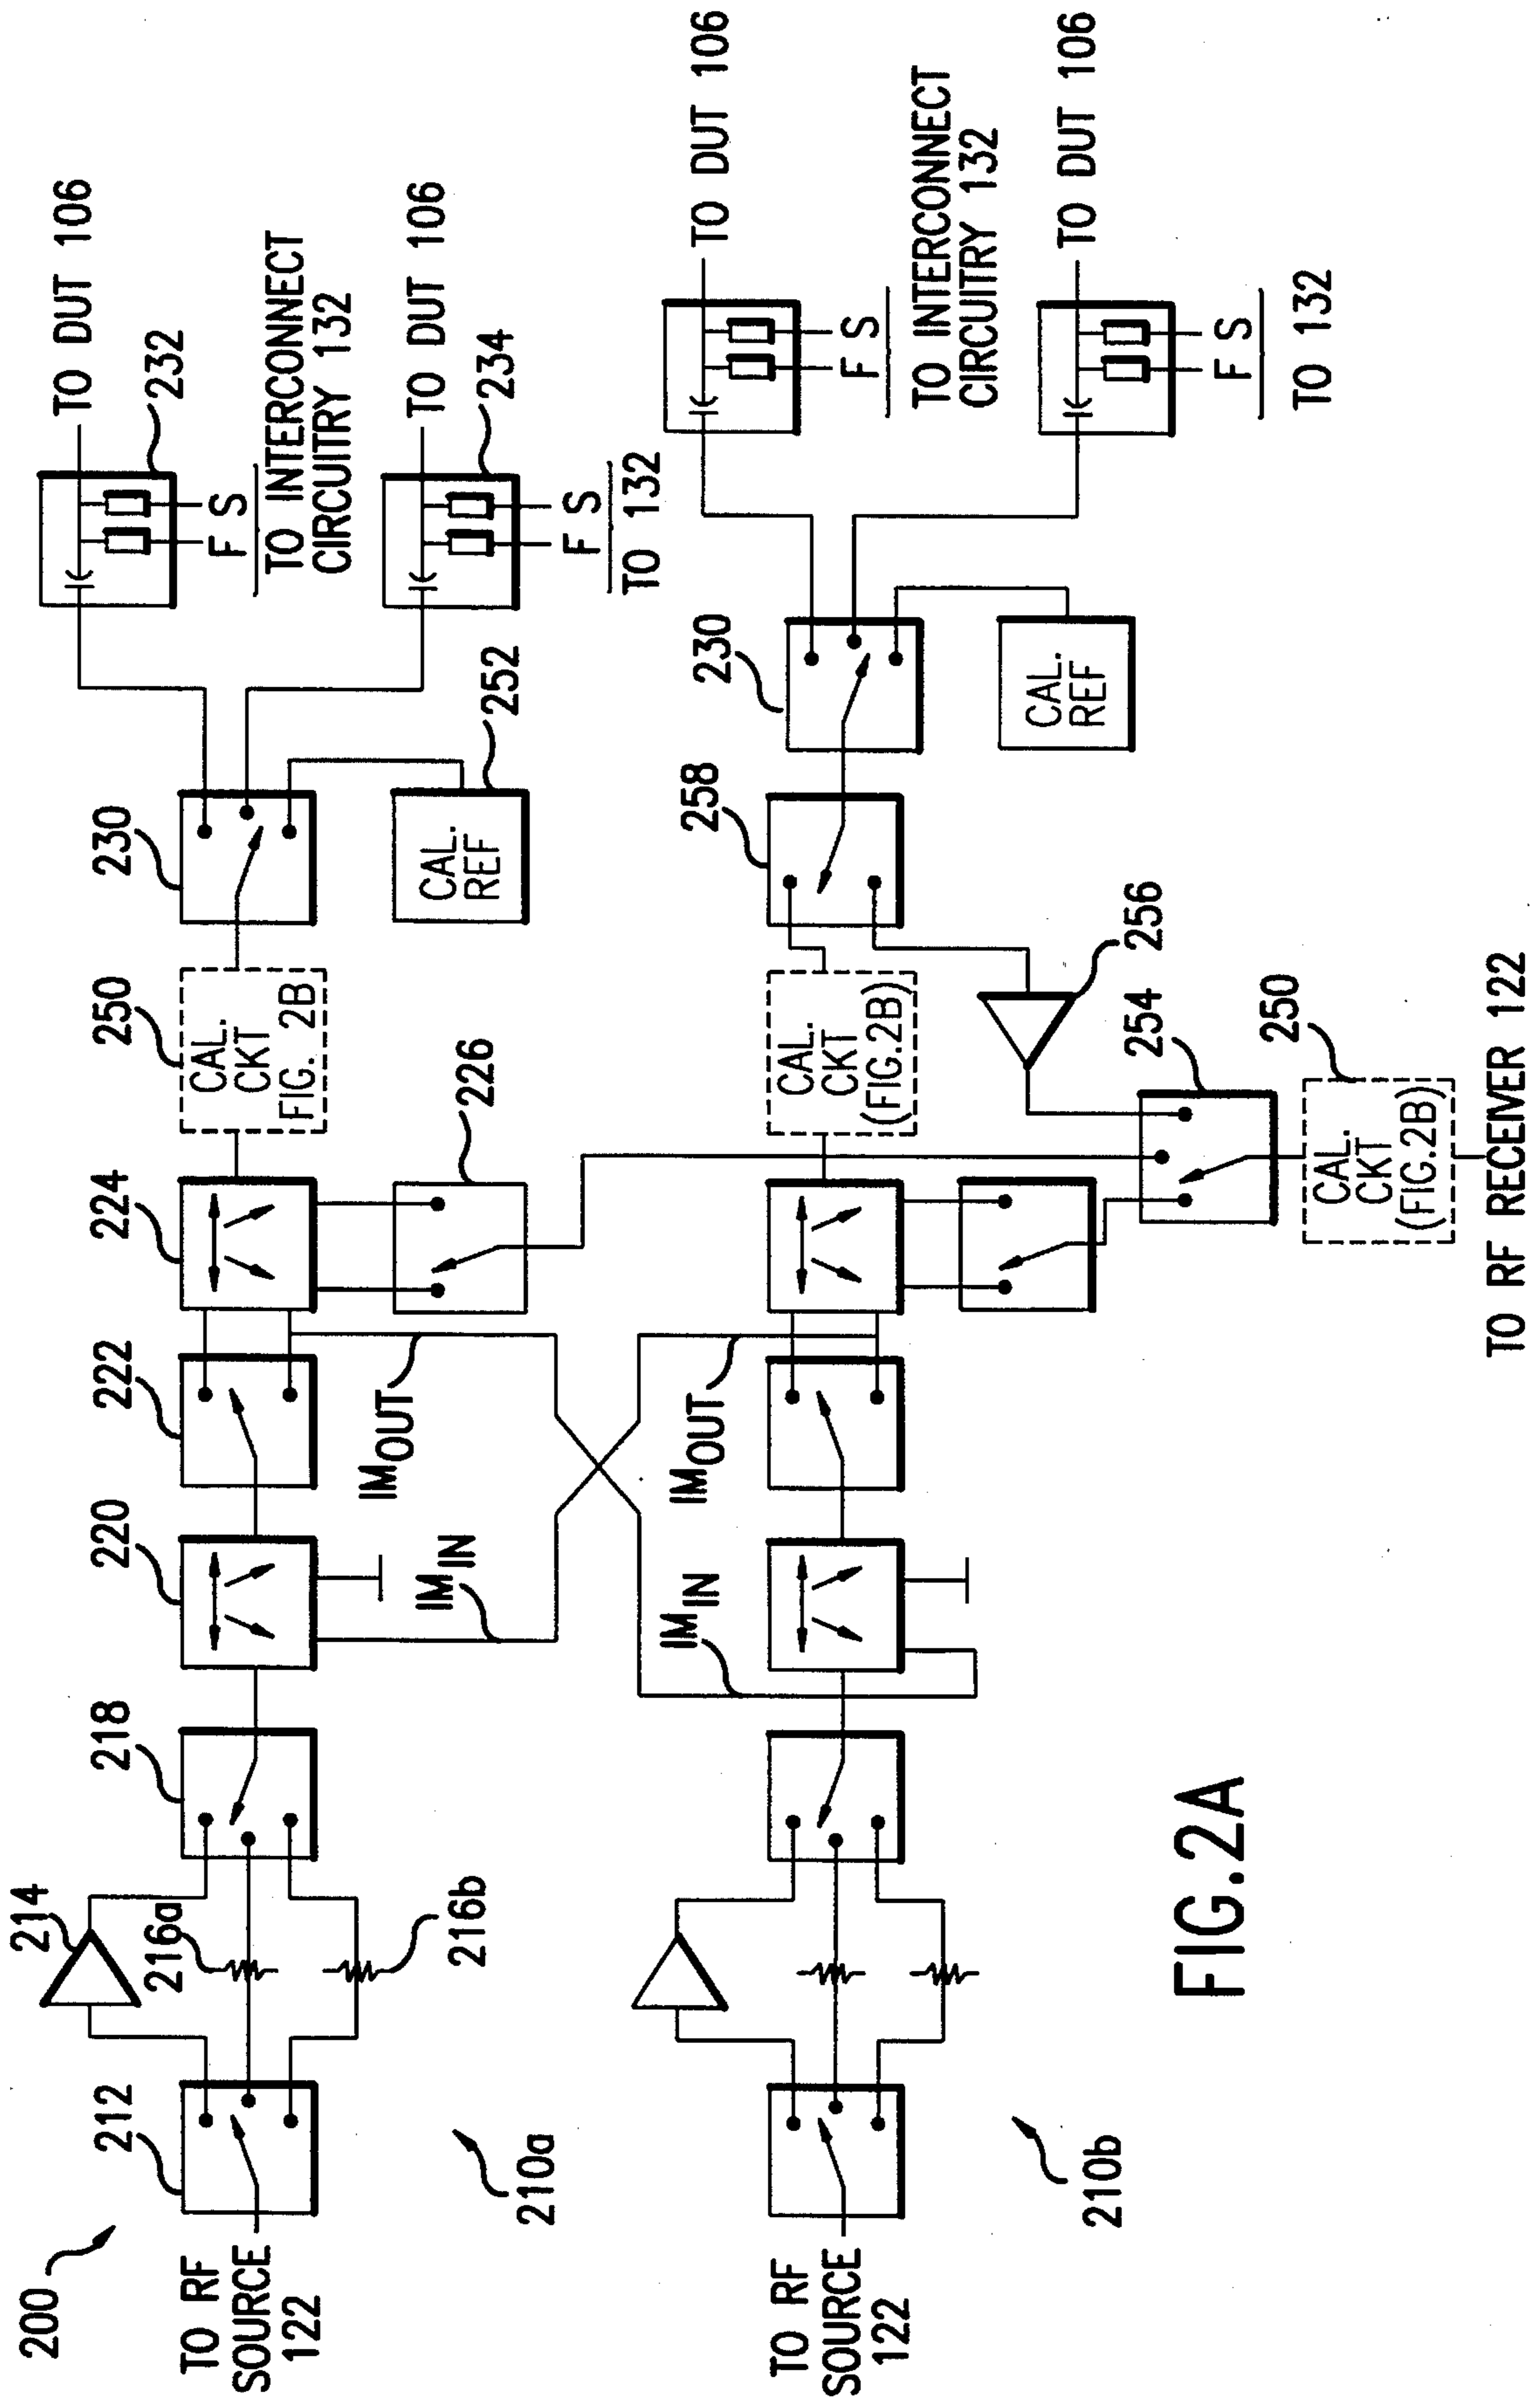 200
TO RF
SOURCE
122
212
214
216a
216b
218
220
222
224
226
250
CAL.
CKT
FIG. 2B
230
CAL.
REF
252
232
TO DUT 106
F S
TO INTERCONNECT
CIRCUITRY 132
234
TO DUT 106
F S
TO 132
210a
IMIN
IMOUT
TO RF
SOURCE
122
210b
IMIN
IMOUT
CAL.
CKT
(FIG.2B)
258
230
CAL.
REF
TO DUT 106
F S
TO INTERCONNECT
CIRCUITRY 132
TO DUT 106
F S
TO 132
256
254
250
CAL.
CKT
(FIG.2B)
TO RF RECEIVER 122
FIG.2A